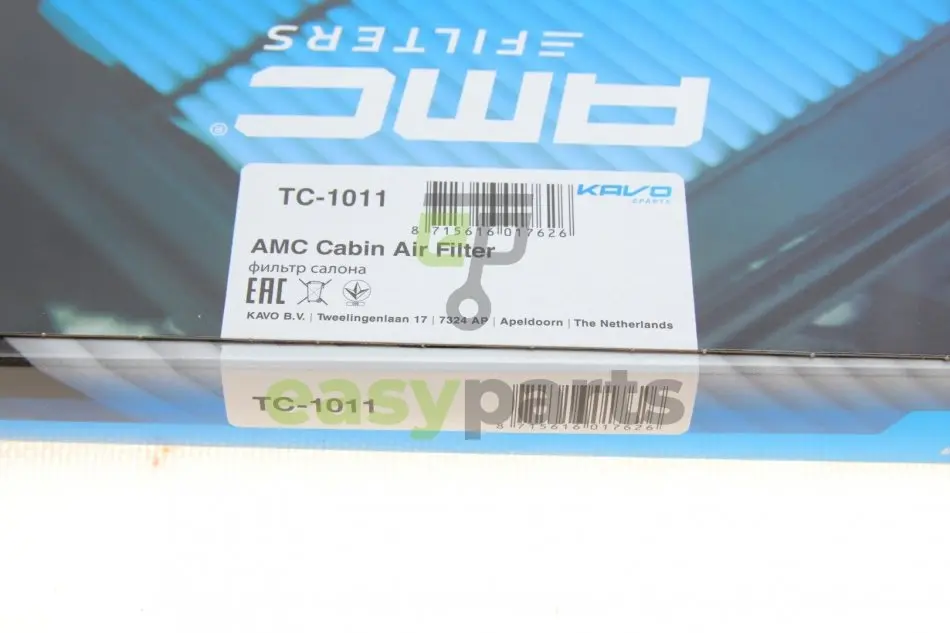 AMC
FILTERS
®
TC-1011
KAVO
PARTS
8 715616 017626
AMC Cabin Air Filter
фильтр салона
EAC
KAVO B.V. | Tweelingenlaan 17 | 7324 AP | Apeldoorn | The Netherlands
easyparts
TC-1011
8 715616 017626